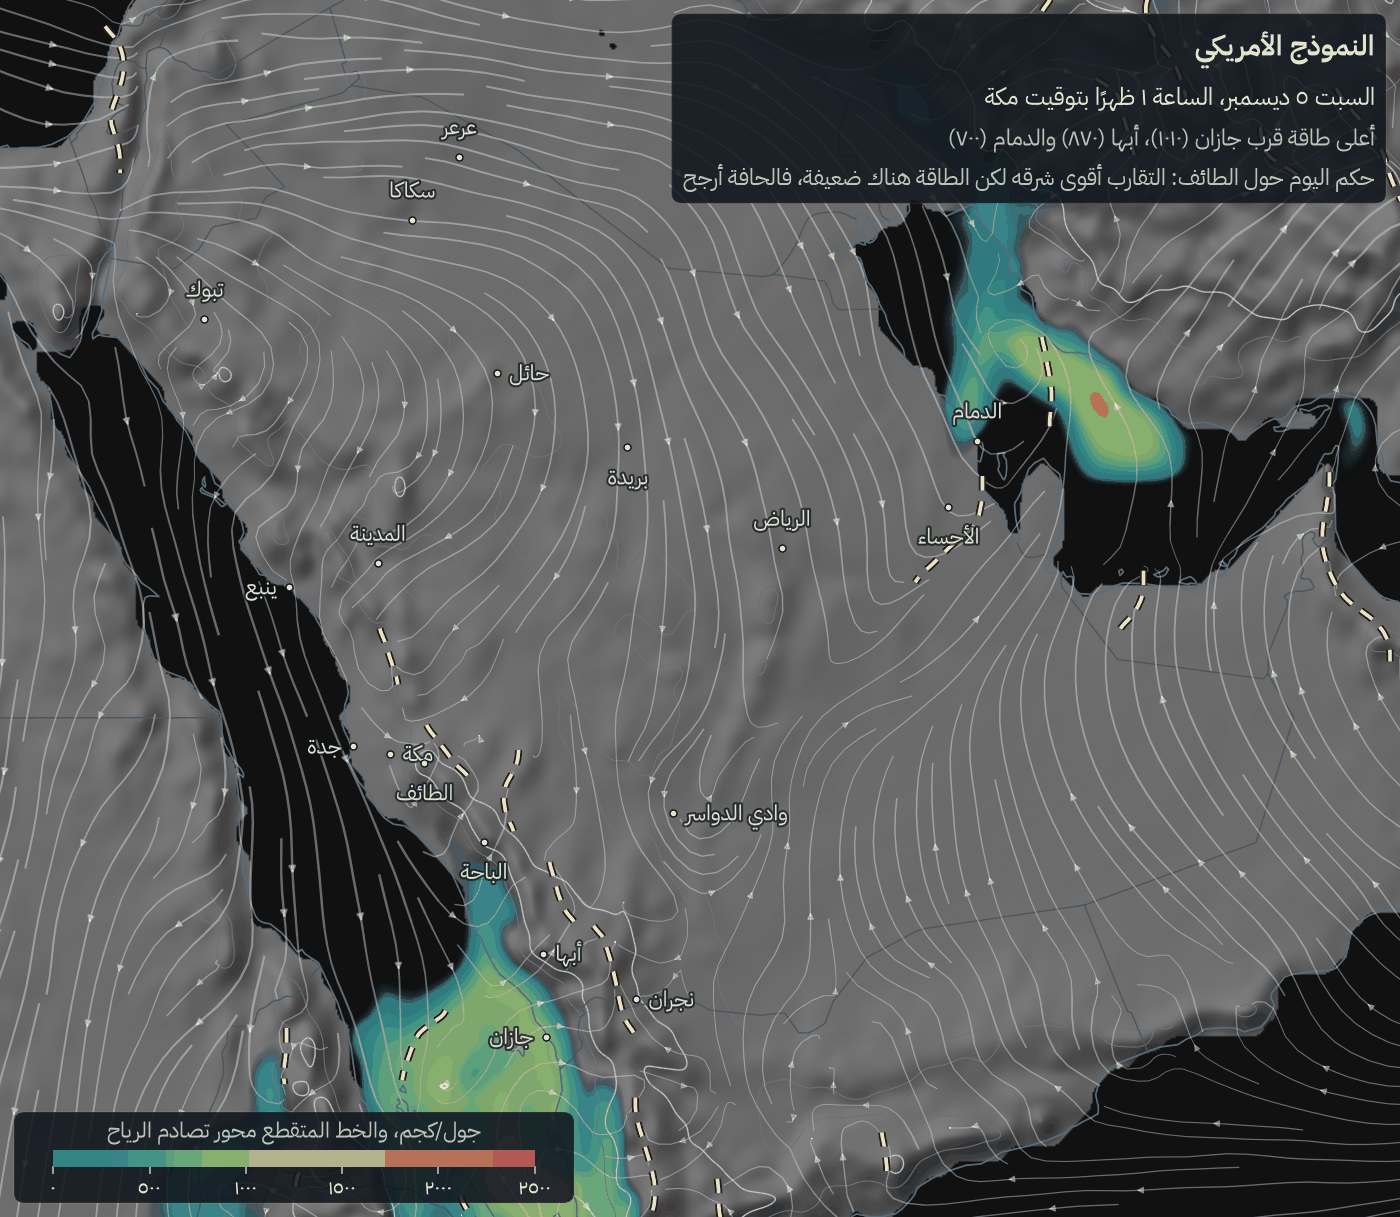 النموذج الأمريكي
السبت ٥ ديسمبر، الساعة ١ ظهرًا بتوقيت مكة
أعلى طاقة قرب جازان (١٠١٠)، أبها (٨٧٠) والدمام (٧٠٠)
حكم اليوم حول الطائف: التقارب أقوى شرقه لكن الطاقة هناك ضعيفة، فالحافة أرجح
عرعر
سكاكا
تبوك
حائل
الدمام
بريدة
الرياض
الأحساء
المدينة
ينبع
جدة
مكة
الطائف
وادي الدواسر
الباحة
أبها
نجران
جازان
جول/كجم، والخط المتقطع محور تصادم الرياح
٠ ٥٠٠ ١٠٠٠ ١٥٠٠ ٢٠٠٠ ٢٥٠٠